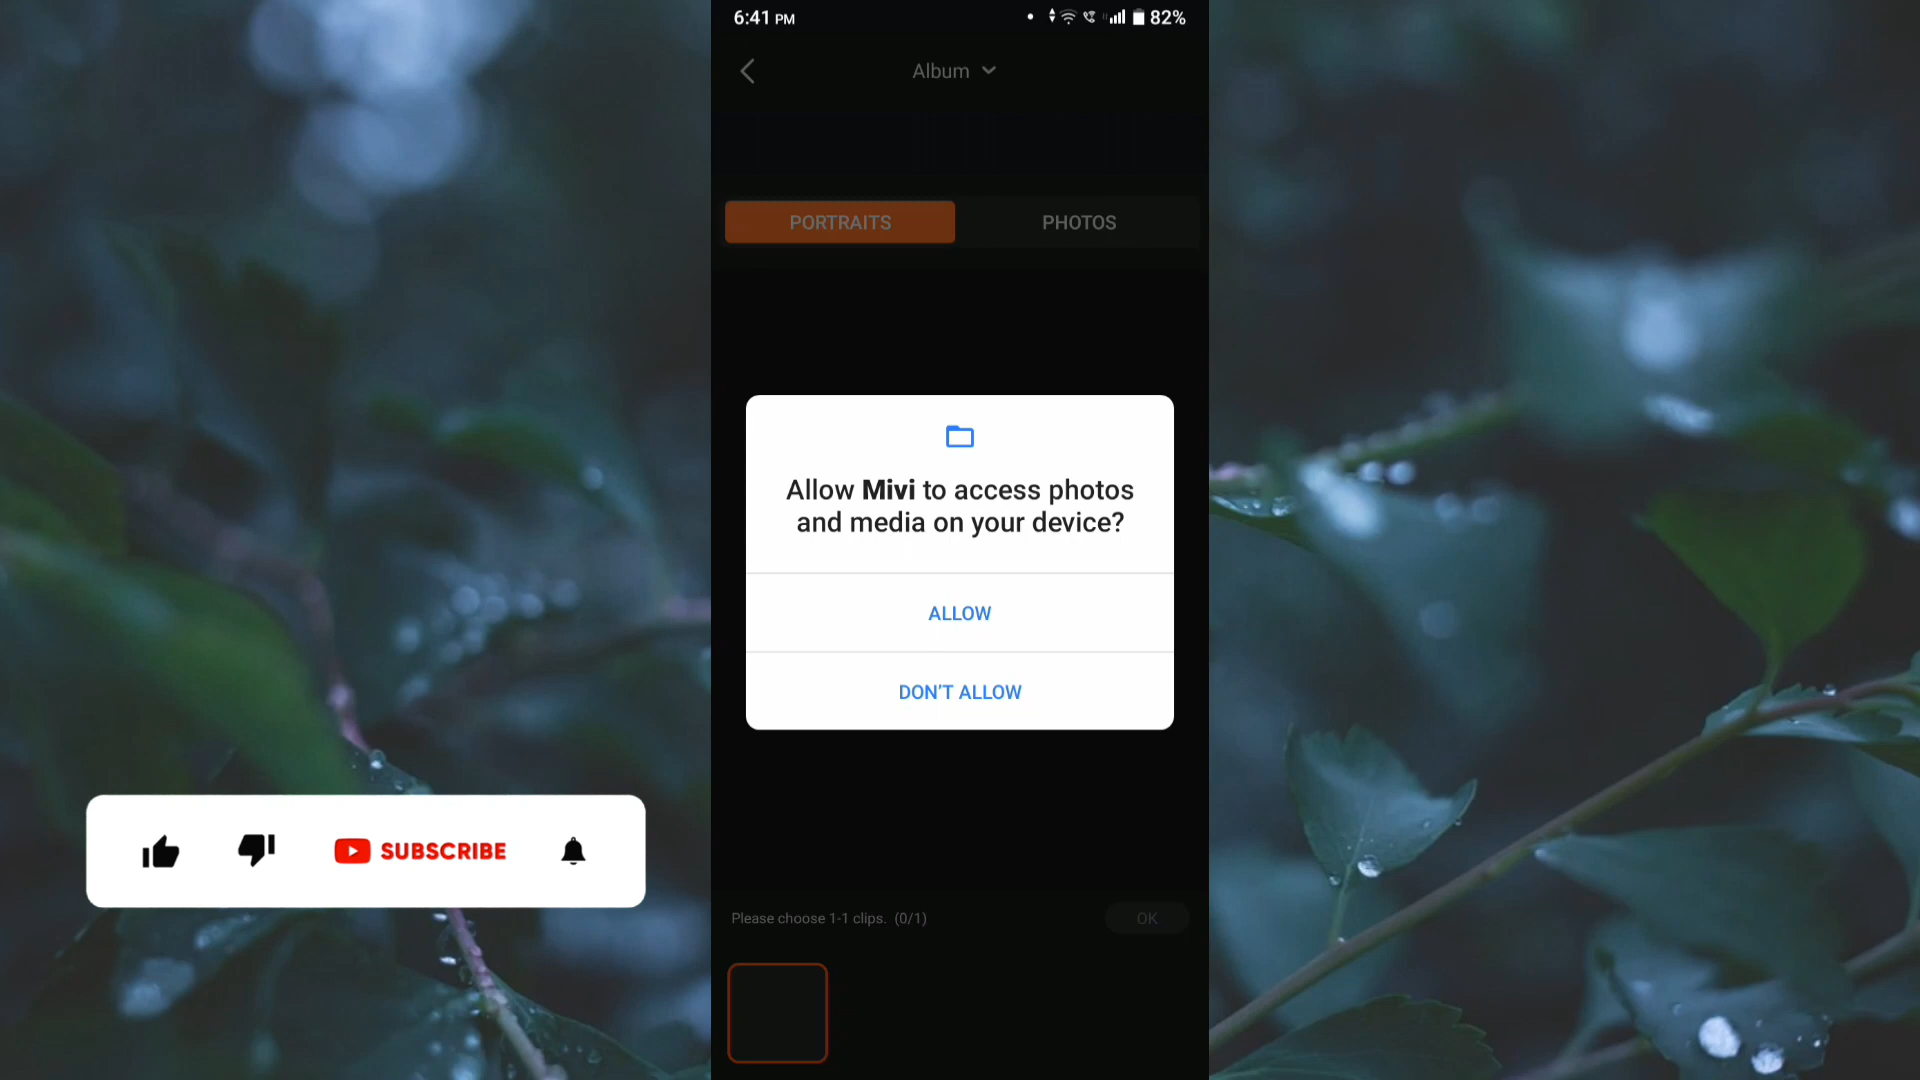 6:41 PM
82%
Album
PORTRAITS
PHOTOS
Allow Mivi to access photos
and media on your device?
ALLOW
DON'T ALLOW
SUBSCRIBE
Please choose 1-1 clips. (0/1)
OK